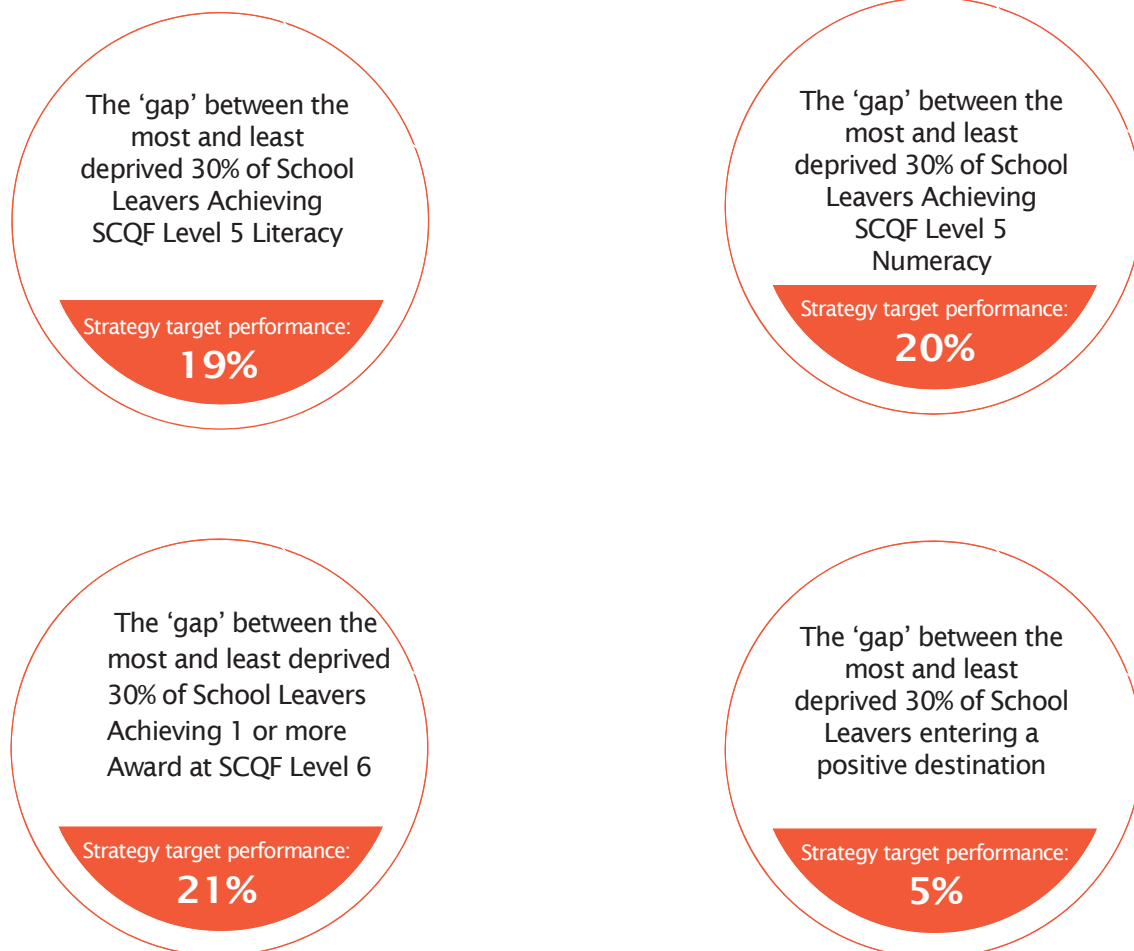 The ‘gap’ between the
most and least
deprived 30% of School
Leavers Achieving
SCQF Level 5 Literacy
Strategy target performance:
19%
The ‘gap’ between the
most and least
deprived 30% of School
Leavers Achieving
SCQF Level 5
Numeracy
Strategy target performance:
20%
The ‘gap’ between the
most and least deprived
30% of School Leavers
Achieving 1 or more
Award at SCQF Level 6
Strategy target performance:
21%
The ‘gap’ between the
most and least
deprived 30% of School
Leavers entering a
positive destination
Strategy target performance:
5%